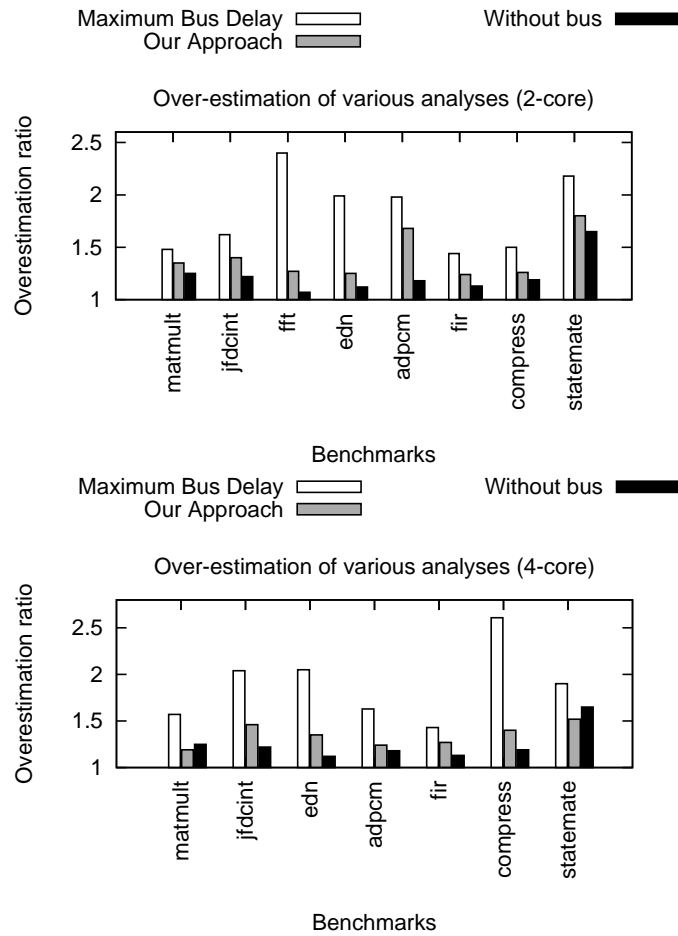 Maximum Bus Delay
Without bus
Our Approach
Over-estimation of various analyses (2-core)
Overestimation ratio
2.5
2
1.5
1
matmult
jfdcint
fft
edn
adpcm
fir
compress
statemate
Benchmarks
Maximum Bus Delay
Without bus
Our Approach
Over-estimation of various analyses (4-core)
Overestimation ratio
2.5
2
1.5
1
matmult
jfdcint
edn
adpcm
fir
compress
statemate
Benchmarks